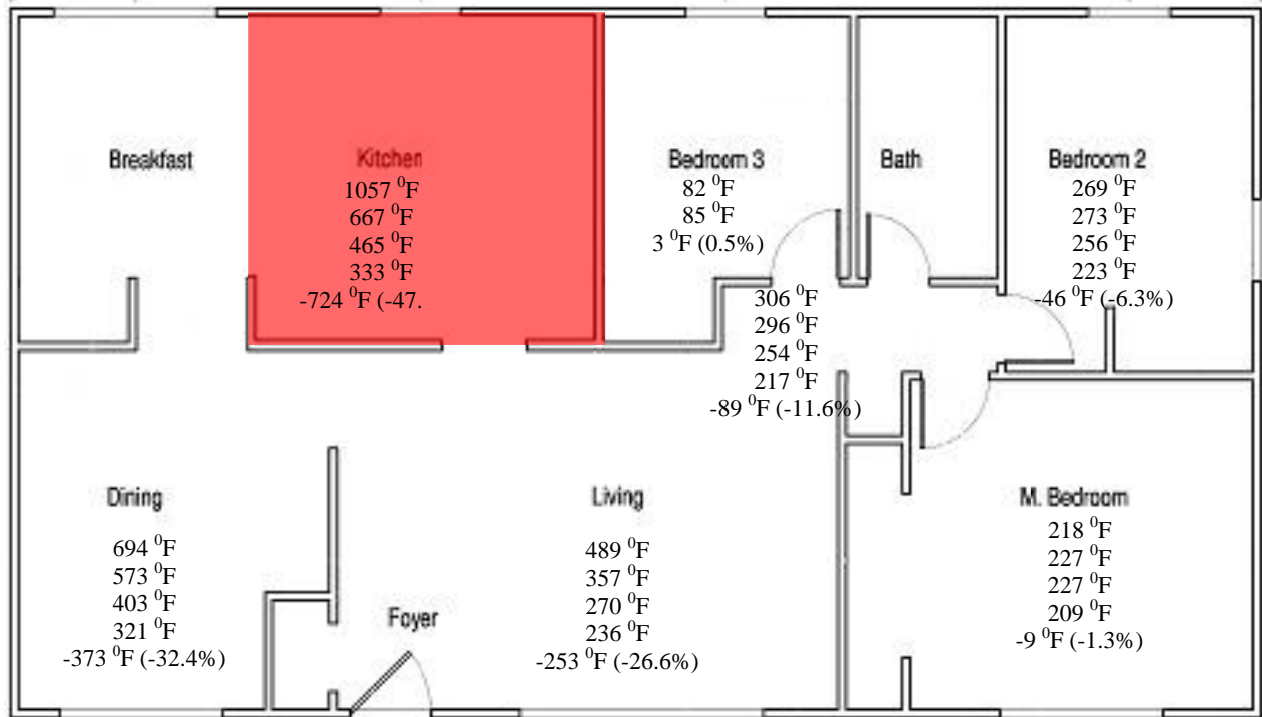 Breakfast
Kitchen
1057 ⁰F
667 ⁰F
465 ⁰F
333 ⁰F
-724 ⁰F (-47.
Bedroom 3
82 ⁰F
85 ⁰F
3 ⁰F (0.5%)
Bath
Bedroom 2
269 ⁰F
273 ⁰F
256 ⁰F
223 ⁰F
-46 ⁰F (-6.3%)
306 ⁰F
296 ⁰F
254 ⁰F
217 ⁰F
-89 ⁰F (-11.6%)
Dining
694 ⁰F
573 ⁰F
403 ⁰F
321 ⁰F
-373 ⁰F (-32.4%)
Foyer
Living
489 ⁰F
357 ⁰F
270 ⁰F
236 ⁰F
-253 ⁰F (-26.6%)
M. Bedroom
218 ⁰F
227 ⁰F
227 ⁰F
209 ⁰F
-9 ⁰F (-1.3%)